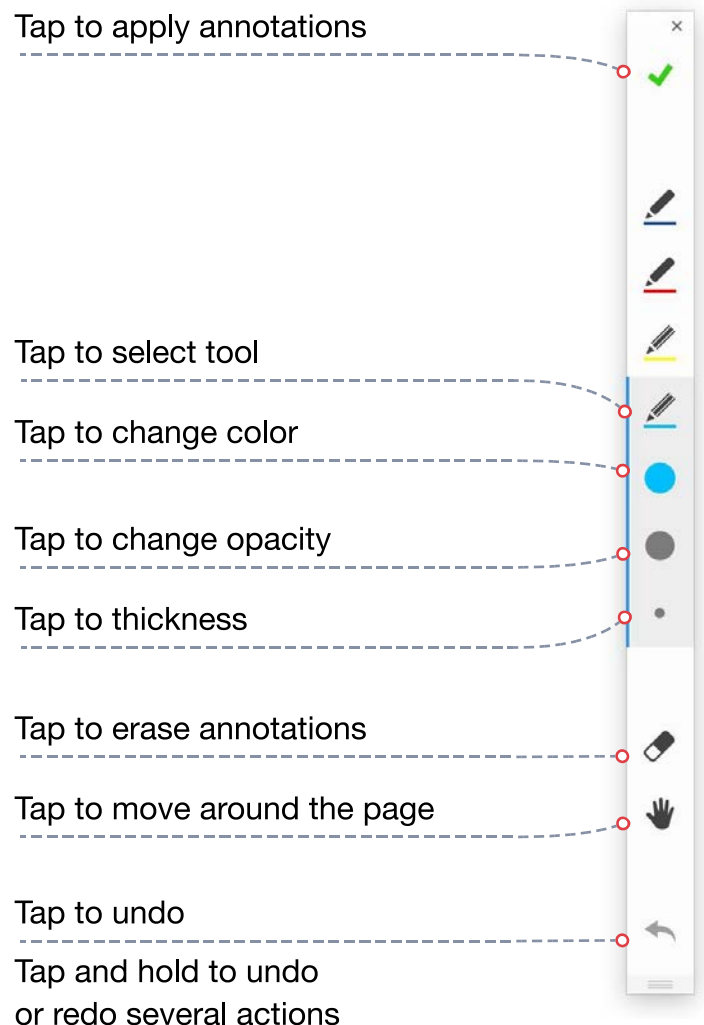 Tap to apply annotations
Tap to select tool
Tap to change color
Tap to change opacity
Tap to thickness
Tap to erase annotations
Tap to move around the page
Tap to undo
Tap and hold to undo
or redo several actions